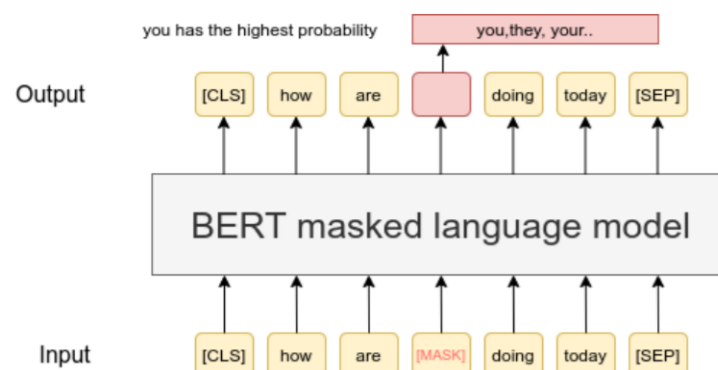 you has the highest probability you,they, your..
Output [CLS] how are doing today [SEP]
BERT masked language model
Input [CLS] how are [MASK] doing today [SEP]